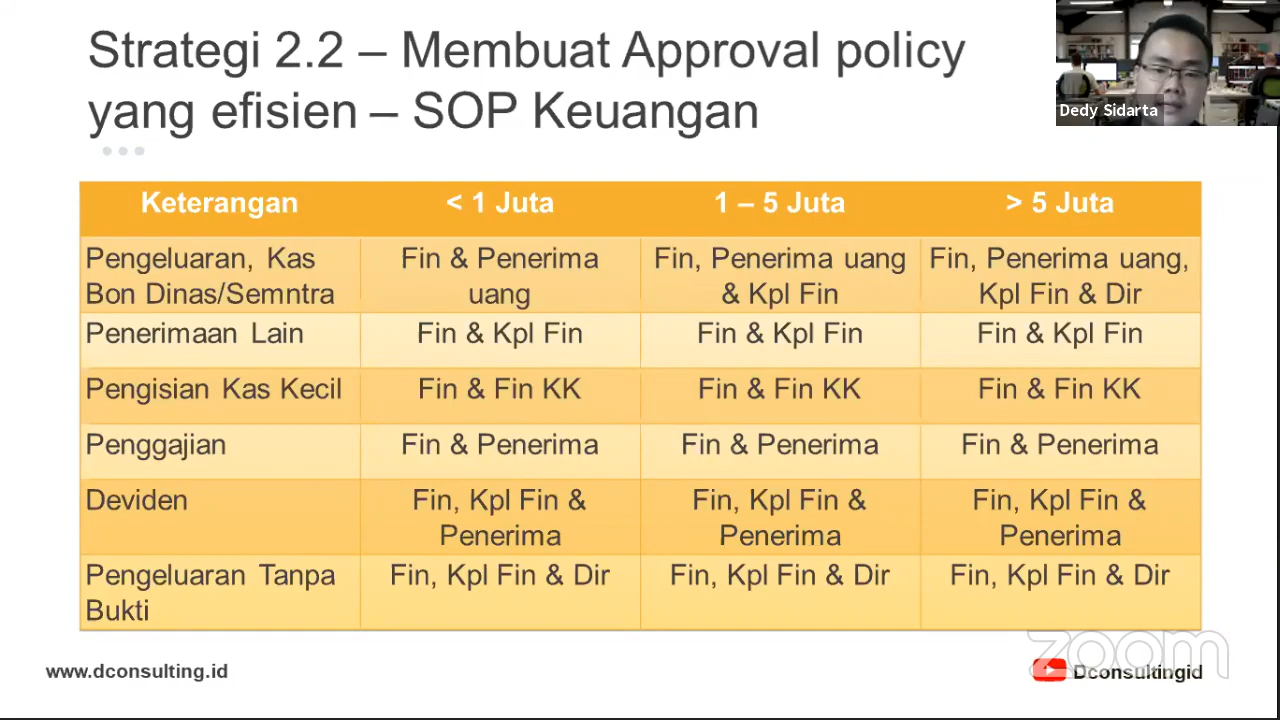 Strategi 2.2 – Membuat Approval policy
yang efisien – SOP Keuangan
Dedy Sidarta
Keterangan < 1 Juta 1 – 5 Juta > 5 Juta
Pengeluaran, Kas Bon Dinas/Semntra Fin & Penerima uang Fin, Penerima uang & Kpl Fin Fin, Penerima uang, Kpl Fin & Dir
Penerimaan Lain Fin & Kpl Fin Fin & Kpl Fin Fin & Kpl Fin
Pengisian Kas Kecil Fin & Fin KK Fin & Fin KK Fin & Fin KK
Penggajian Fin & Penerima Fin & Penerima Fin & Penerima
Deviden Fin, Kpl Fin & Penerima Fin, Kpl Fin & Penerima Fin, Kpl Fin & Penerima
Pengeluaran Tanpa Bukti Fin, Kpl Fin & Dir Fin, Kpl Fin & Dir Fin, Kpl Fin & Dir
zoom
www.dconsulting.id Dconsultingid